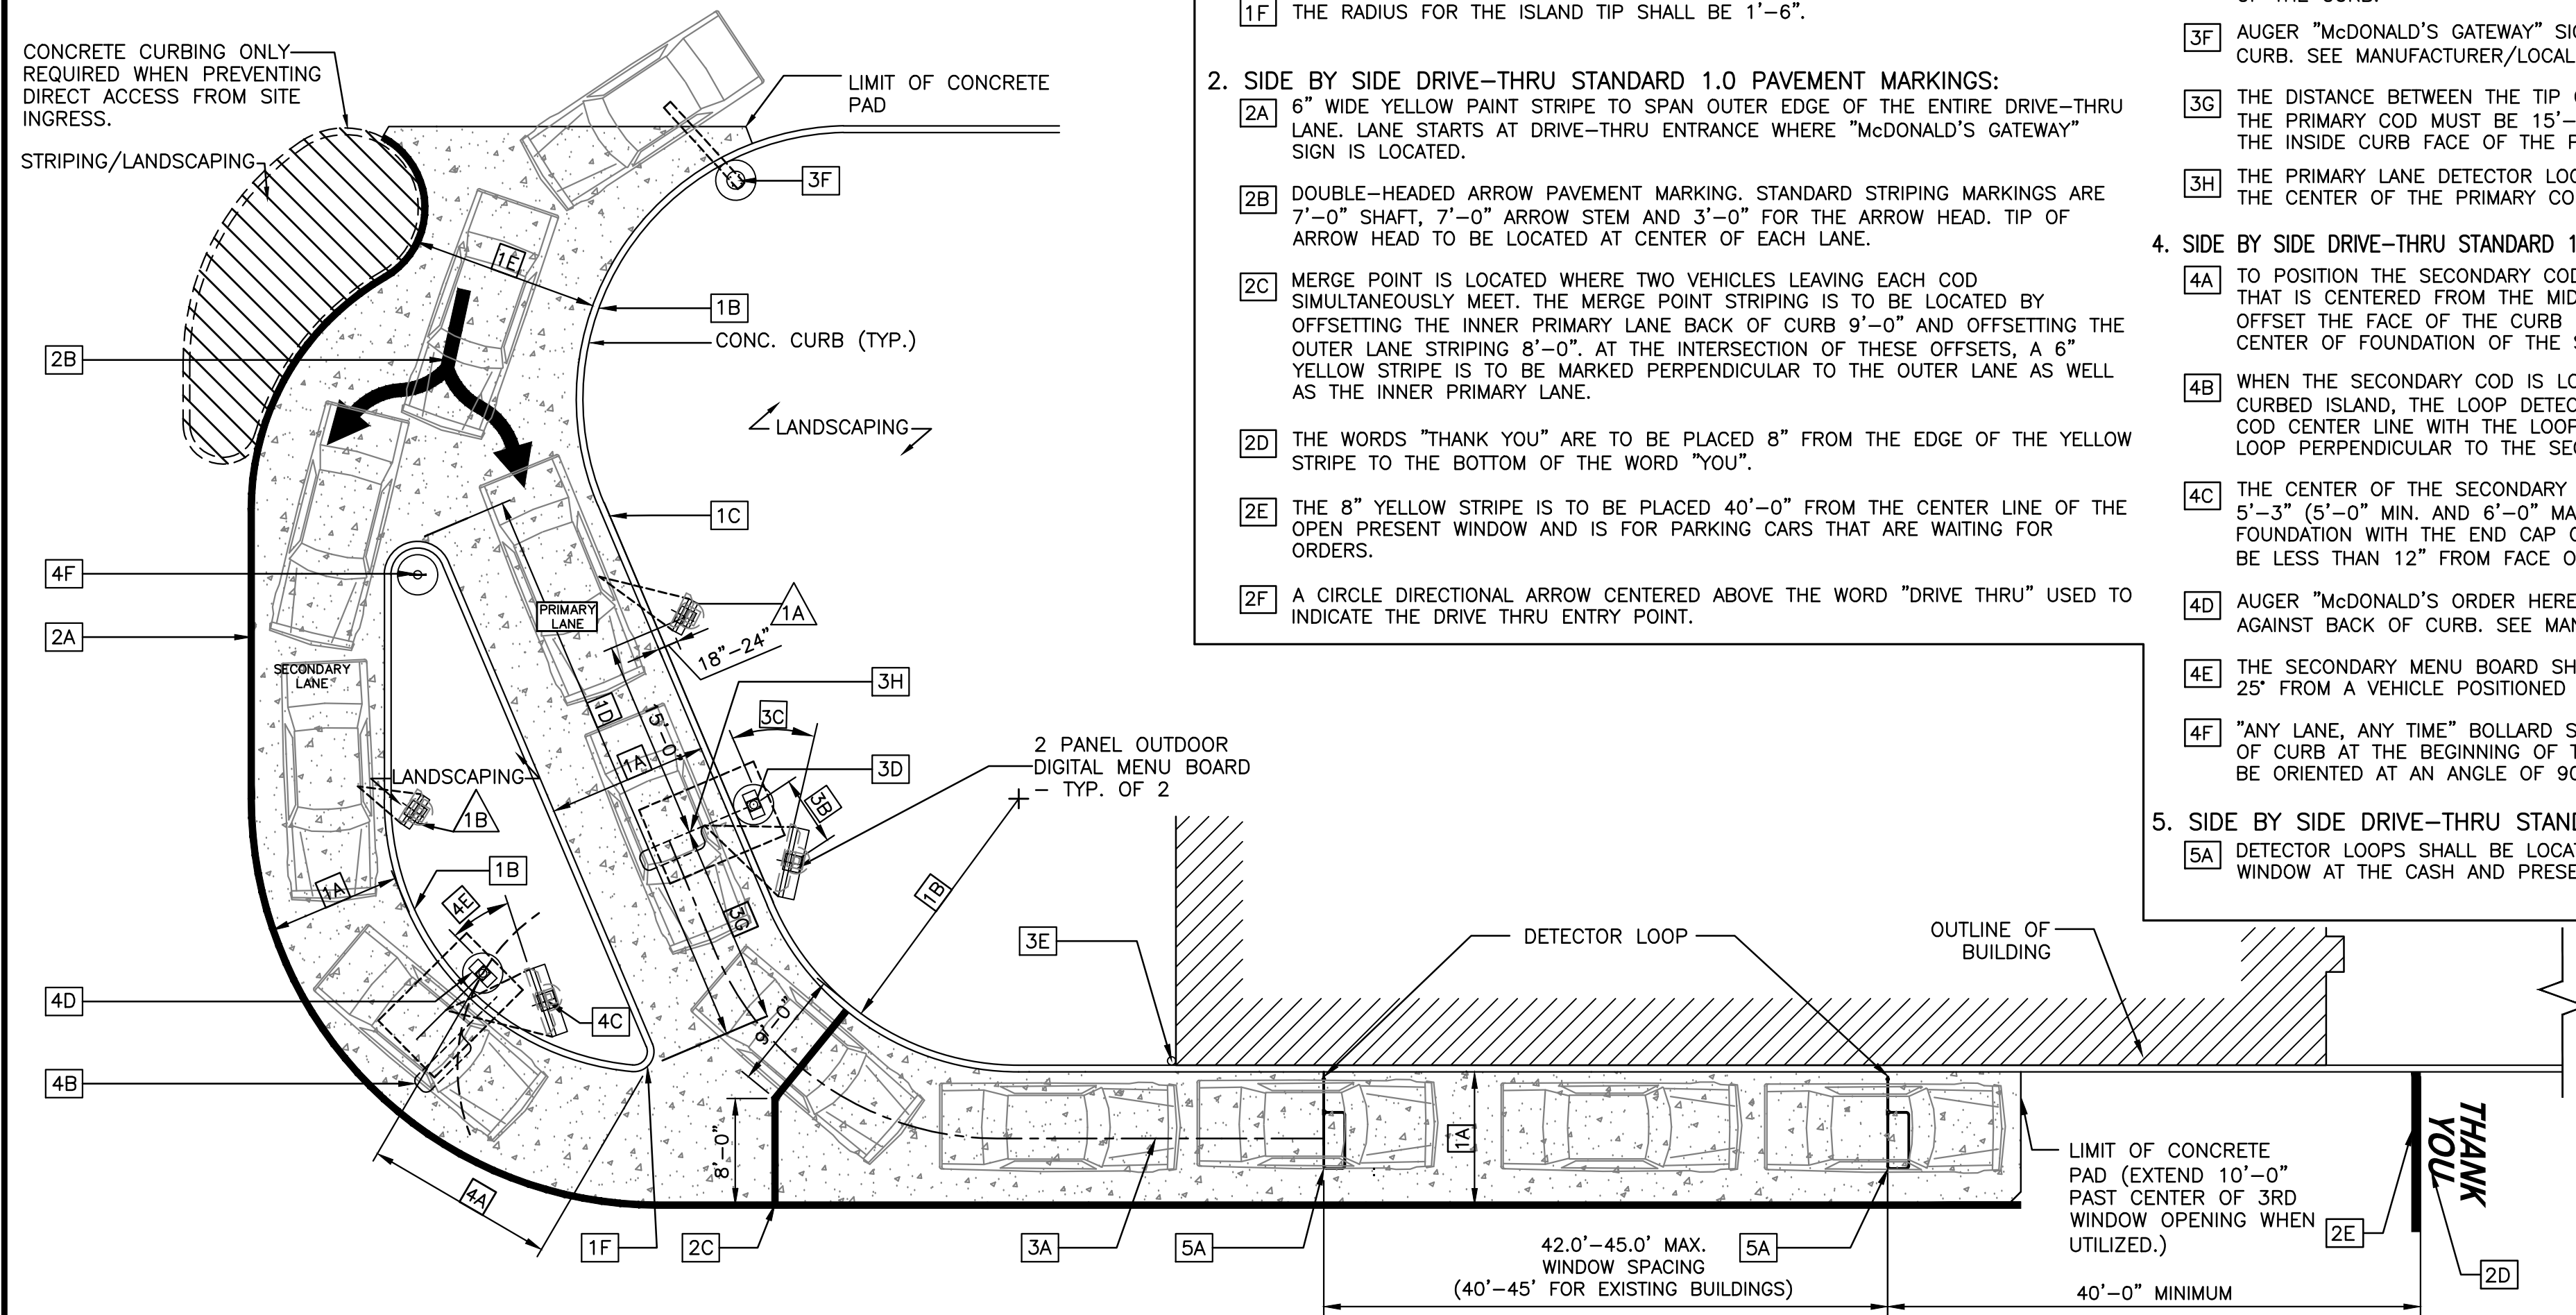 CONCRETE CURBING ONLY
REQUIRED WHEN PREVENTING
DIRECT ACCESS FROM SITE
INGRESS.
STRIPING/LANDSCAPING
LIMIT OF CONCRETE
PAD
3F
1E
1B
CONC. CURB (TYP.)
2B
LANDSCAPING
1C
4F
PRIMARY
LANE
1A
2A
18"-24"
SECONDARY
LANE
3H
1D
15'-0"
3C
1A
3D
3B
2 PANEL OUTDOOR
DIGITAL MENU BOARD
- TYP. OF 2
LANDSCAPING
1B
1B
1A
4E
3G
1B
3E
DETECTOR LOOP
OUTLINE OF
BUILDING
4D
4C
9'-0"
4B
8'-0"
1A
4A
1F
2C
3A
5A
42.0'-45.0' MAX.
WINDOW SPACING
(40'-45' FOR EXISTING BUILDINGS)
5A
LIMIT OF CONCRETE
PAD (EXTEND 10'-0"
PAST CENTER OF 3RD
WINDOW OPENING WHEN
UTILIZED.)
2E
THANK
YOU
2D
40'-0" MINIMUM
1F THE RADIUS FOR THE ISLAND TIP SHALL BE 1'-6".
2. SIDE BY SIDE DRIVE-THRU STANDARD 1.0 PAVEMENT MARKINGS:
2A 6" WIDE YELLOW PAINT STRIPE TO SPAN OUTER EDGE OF THE ENTIRE DRIVE-THRU
LANE. LANE STARTS AT DRIVE-THRU ENTRANCE WHERE "McDONALD'S GATEWAY"
SIGN IS LOCATED.
2B DOUBLE-HEADED ARROW PAVEMENT MARKING. STANDARD STRIPING MARKINGS ARE
7'-0" SHAFT, 7'-0" ARROW STEM AND 3'-0" FOR THE ARROW HEAD. TIP OF
ARROW HEAD TO BE LOCATED AT CENTER OF EACH LANE.
2C MERGE POINT IS LOCATED WHERE TWO VEHICLES LEAVING EACH COD
SIMULTANEOUSLY MEET. THE MERGE POINT STRIPING IS TO BE LOCATED BY
OFFSETTING THE INNER PRIMARY LANE BACK OF CURB 9'-0" AND OFFSETTING THE
OUTER LANE STRIPING 8'-0". AT THE INTERSECTION OF THESE OFFSETS, A 6"
YELLOW STRIPE IS TO BE MARKED PERPENDICULAR TO THE OUTER LANE AS WELL
AS THE INNER PRIMARY LANE.
2D THE WORDS "THANK YOU" ARE TO BE PLACED 8" FROM THE EDGE OF THE YELLOW
STRIPE TO THE BOTTOM OF THE WORD "YOU".
2E THE 8" YELLOW STRIPE IS TO BE PLACED 40'-0" FROM THE CENTER LINE OF THE
OPEN PRESENT WINDOW AND IS FOR PARKING CARS THAT ARE WAITING FOR
ORDERS.
2F A CIRCLE DIRECTIONAL ARROW CENTERED ABOVE THE WORD "DRIVE THRU" USED TO
INDICATE THE DRIVE THRU ENTRY POINT.
3F AUGER "McDONALD'S GATEWAY"
CURB. SEE MANUFACTURER/LOCAL
3G THE DISTANCE BETWEEN THE TIP
THE PRIMARY COD MUST BE 15'-
THE INSIDE CURB FACE OF THE
3H THE PRIMARY LANE DETECTOR
THE CENTER OF THE PRIMARY
4. SIDE BY SIDE DRIVE-THRU STANDARD
4A TO POSITION THE SECONDARY COD
THAT IS CENTERED FROM THE
OFFSET THE FACE OF THE CURB
CENTER OF FOUNDATION OF THE
4B WHEN THE SECONDARY COD IS
CURBED ISLAND, THE LOOP
COD CENTER LINE WITH THE LOOP
LOOP PERPENDICULAR TO THE
4C THE CENTER OF THE SECONDARY
5'-3" (5'-0" MIN. AND 6'-0"
FOUNDATION WITH THE END CAP
BE LESS THAN 12" FROM FACE
4D AUGER "McDONALD'S ORDER HERE
AGAINST BACK OF CURB. SEE
4E THE SECONDARY MENU BOARD
25° FROM A VEHICLE POSITIONED
4F "ANY LANE, ANY TIME" BOLLARD
OF CURB AT THE BEGINNING OF
BE ORIENTED AT AN ANGLE OF
5. SIDE BY SIDE DRIVE-THRU
5A DETECTOR LOOPS SHALL BE
WINDOW AT THE CASH AND